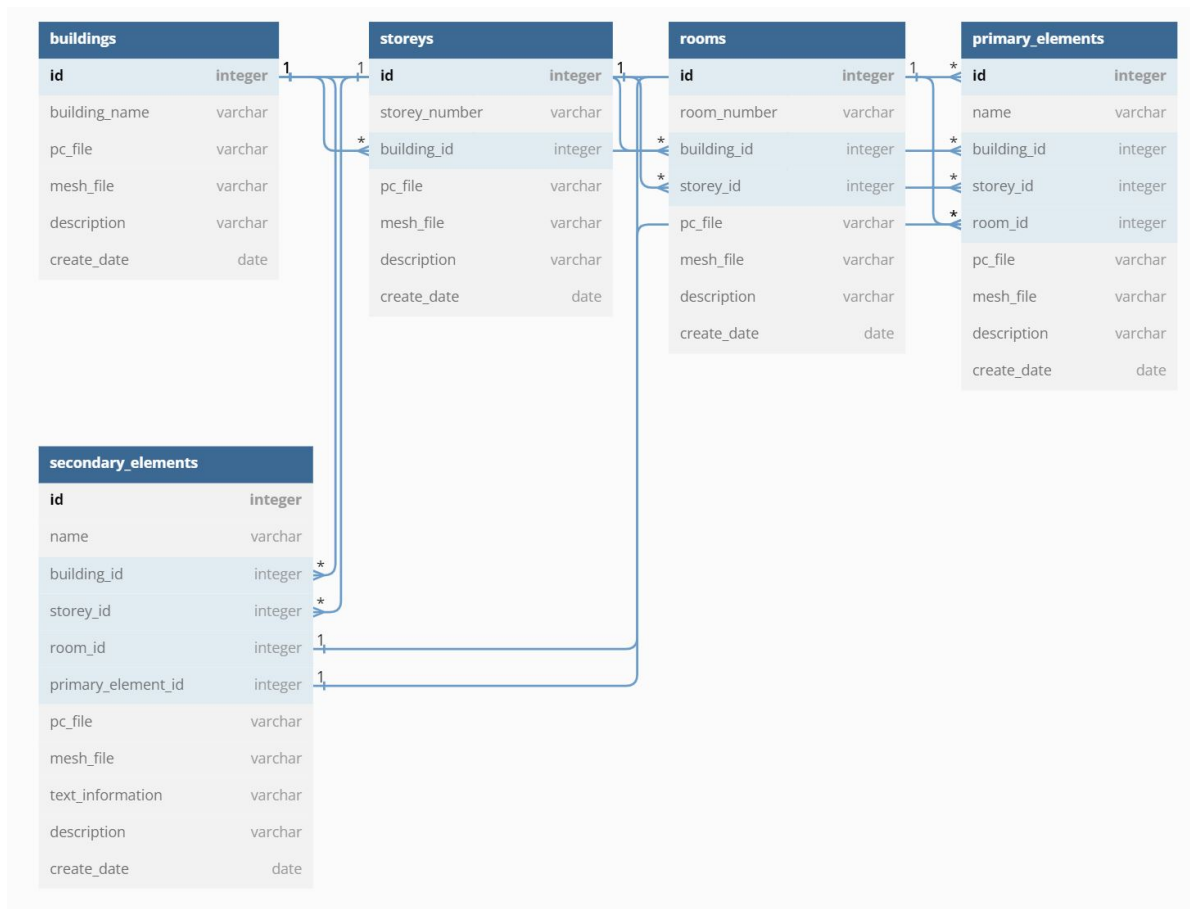 buildings
id integer
building_name varchar
pc_file varchar
mesh_file varchar
description varchar
create_date date
1
*
storeys
1 id integer
storey_number varchar
building_id integer
pc_file varchar
mesh_file varchar
description varchar
create_date date
1
*
*
rooms
id integer
room_number varchar
building_id integer
storey_id integer
pc_file varchar
mesh_file varchar
description varchar
create_date date
1
*
*
*
*
primary_elements
id integer
name varchar
building_id integer
storey_id integer
room_id integer
pc_file varchar
mesh_file varchar
description varchar
create_date date
secondary_elements
id integer
name varchar
building_id integer *
storey_id integer *
room_id integer 1
primary_element_id integer 1
pc_file varchar
mesh_file varchar
text_information varchar
description varchar
create_date date